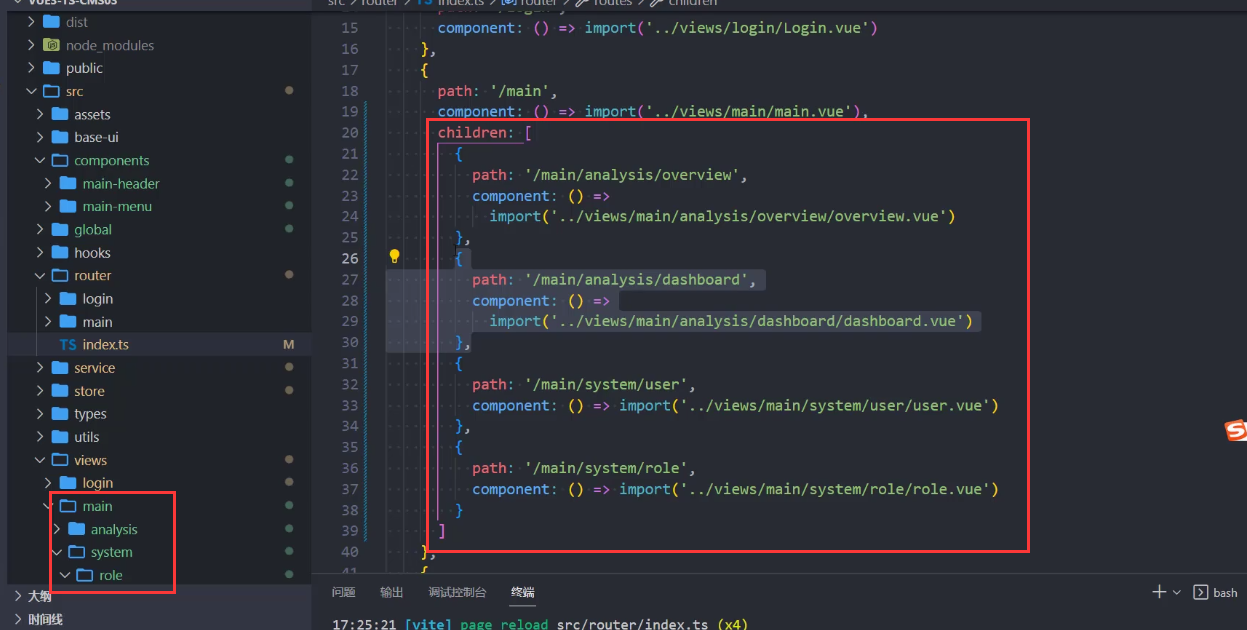 VUE3-TS-CMS03
dist
node_modules
public
src
assets
base-ui
components
main-header
main-menu
global
hooks
router
login
main
TS index.ts M
service
store
types
utils
views
login
main
analysis
system
role
大纲
时间线
src > router > TS index.ts > router > routes > children
15 component: () => import('../views/login/Login.vue')
16 },
17 {
18 path: '/main',
19 component: () => import('../views/main/main.vue'),
20 children: [
21 {
22 path: '/main/analysis/overview',
23 component: () =>
24 import('../views/main/analysis/overview/overview.vue')
25 },
26 {
27 path: '/main/analysis/dashboard',
28 component: () =>
29 import('../views/main/analysis/dashboard/dashboard.vue')
30 },
31 {
32 path: '/main/system/user',
33 component: () => import('../views/main/system/user/user.vue')
34 },
35 {
36 path: '/main/system/role',
37 component: () => import('../views/main/system/role/role.vue')
38 }
39 ]
40 },
41 {
问题 输出 调试控制台 终端 bash
17:25:21 [vite] page reload src/router/index.ts (x4)